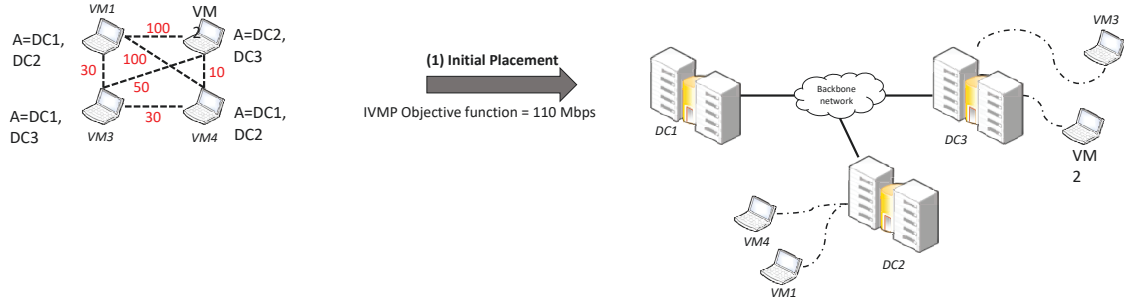 VM1
VM
2
A=DC1,
DC2
A=DC2,
DC3
100
100
30
50
10
30
A=DC1,
DC3
VM3
VM4
A=DC1,
DC2
(1) Initial Placement
IVMP Objective function = 110 Mbps
DC1
Backbone
network
DC3
VM3
VM
2
VM4
VM1
DC2